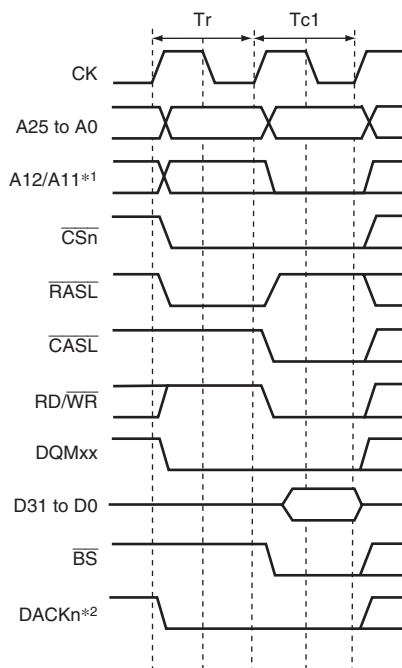 Tr Tc1
CK
A25 to A0
A12/A11*1
CSn
RASL
CASL
RD/WR
DQMxx
D31 to D0
BS
DACKn*2